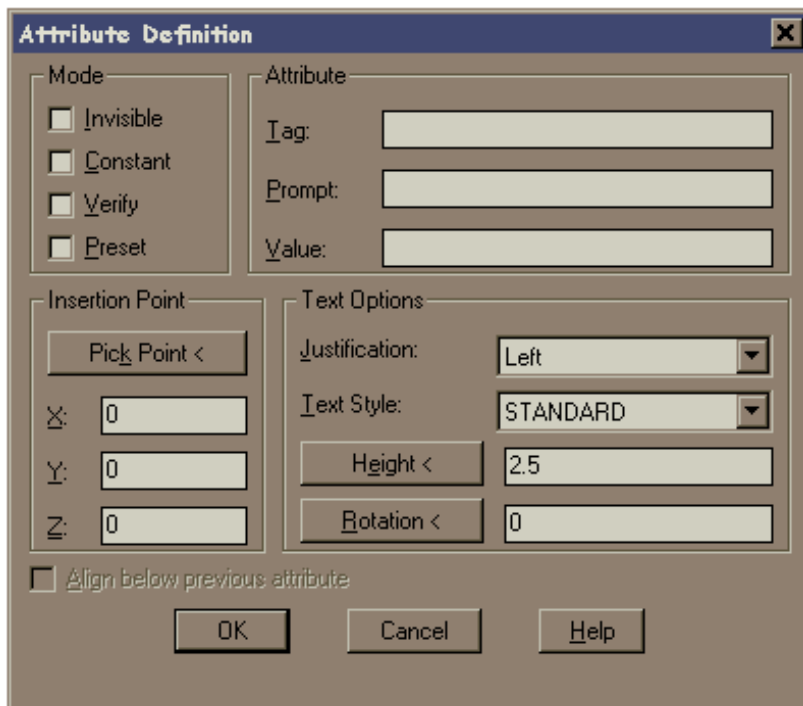 Attribute Definition
Mode
Invisible
Constant
Verify
Preset
Attribute
Tag:
Prompt:
Value:
Insertion Point
Pick Point <
X: 0
Y: 0
Z: 0
Text Options
Justification: Left
Text Style: STANDARD
Height < 2.5
Rotation < 0
Align below previous attribute
OK Cancel Help